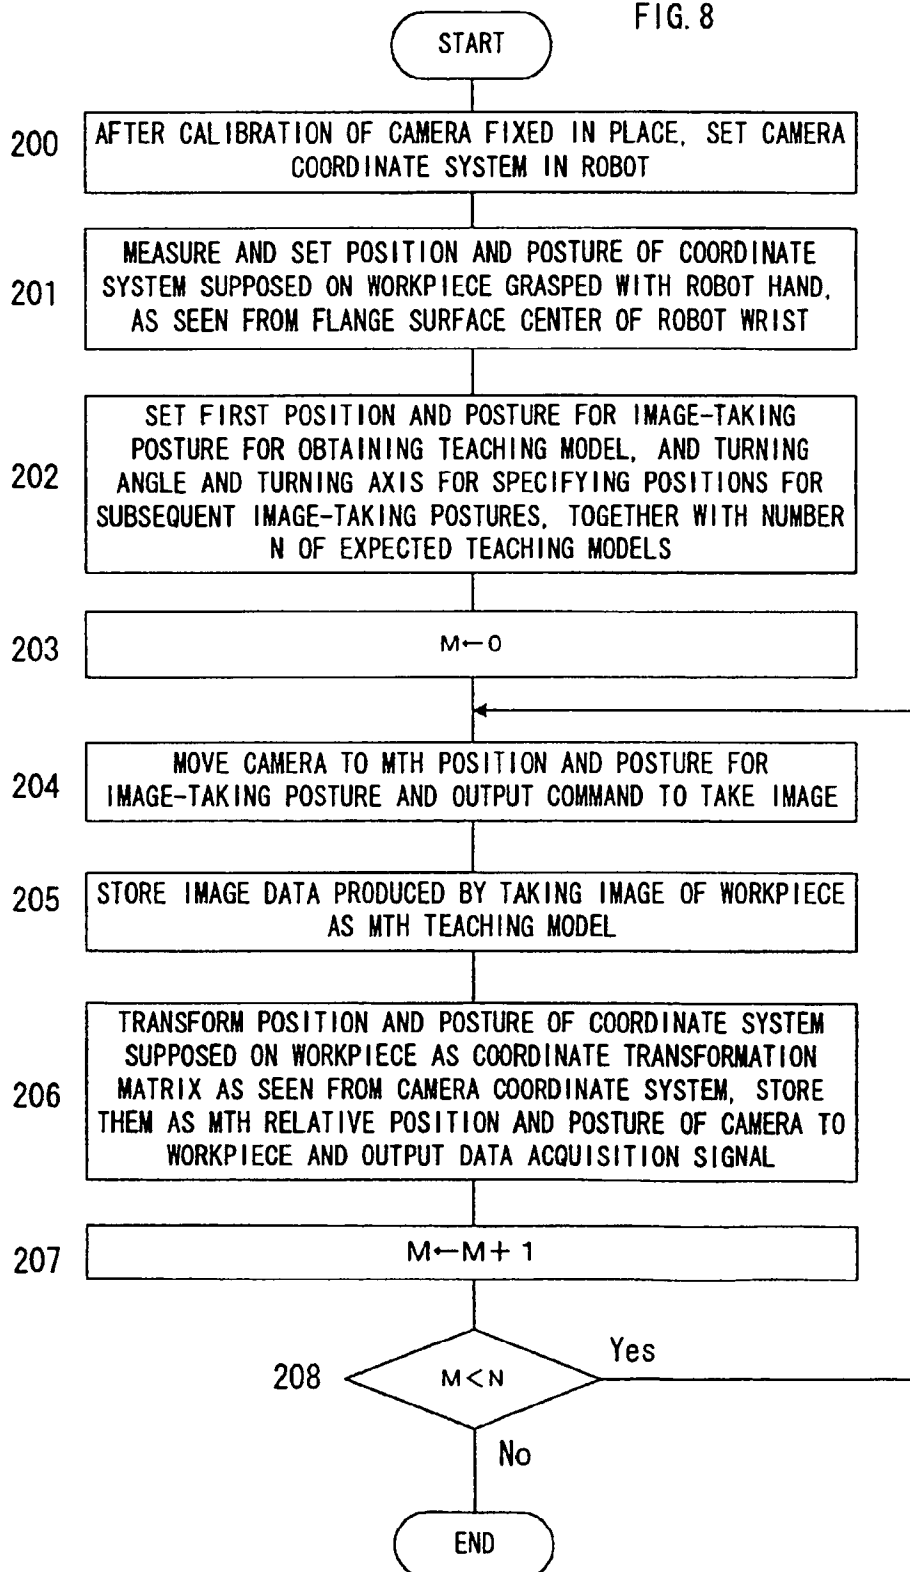 FIG. 8
START
200
AFTER CALIBRATION OF CAMERA FIXED IN PLACE, SET CAMERA
COORDINATE SYSTEM IN ROBOT
201
MEASURE AND SET POSITION AND POSTURE OF COORDINATE
SYSTEM SUPPOSED ON WORKPIECE GRASPED WITH ROBOT HAND,
AS SEEN FROM FLANGE SURFACE CENTER OF ROBOT WRIST
202
SET FIRST POSITION AND POSTURE FOR IMAGE-TAKING
POSTURE FOR OBTAINING TEACHING MODEL, AND TURNING
ANGLE AND TURNING AXIS FOR SPECIFYING POSITIONS FOR
SUBSEQUENT IMAGE-TAKING POSTURES, TOGETHER WITH NUMBER
N OF EXPECTED TEACHING MODELS
203
M←0
204
MOVE CAMERA TO MTH POSITION AND POSTURE FOR
IMAGE-TAKING POSTURE AND OUTPUT COMMAND TO TAKE IMAGE
205
STORE IMAGE DATA PRODUCED BY TAKING IMAGE OF WORKPIECE
AS MTH TEACHING MODEL
206
TRANSFORM POSITION AND POSTURE OF COORDINATE SYSTEM
SUPPOSED ON WORKPIECE AS COORDINATE TRANSFORMATION
MATRIX AS SEEN FROM CAMERA COORDINATE SYSTEM, STORE
THEM AS MTH RELATIVE POSITION AND POSTURE OF CAMERA TO
WORKPIECE AND OUTPUT DATA ACQUISITION SIGNAL
207
M←M+1
208
M<N
Yes
No
END